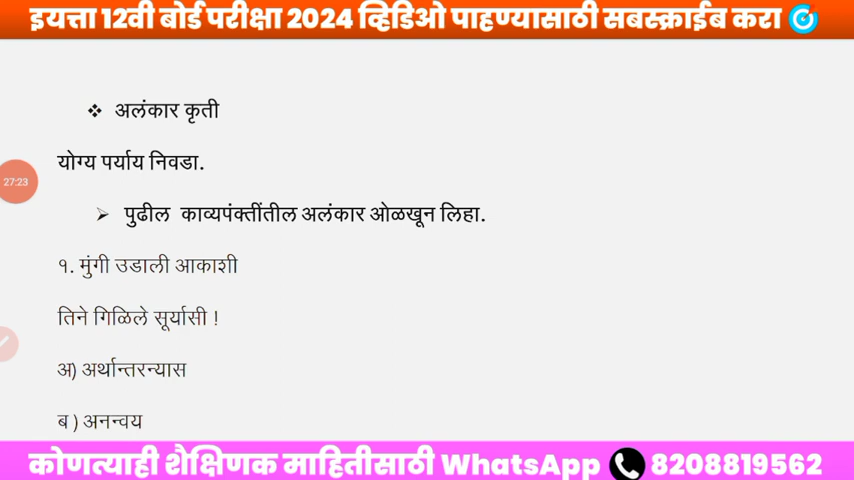 इयत्ता 12वी बोर्ड परीक्षा 2024 व्हिडिओ पाहण्यासाठी सबस्क्राईब करा
❖ अलंकार कृती
योग्य पर्याय निवडा.
27:23
➢ पुढील काव्यपंक्तींतील अलंकार ओळखून लिहा.
१. मुंगी उडाली आकाशी
तिने गिळिले सूर्यासी !
अ) अर्थान्तरन्यास
ब ) अनन्वय
कोणत्याही शैक्षिणक माहितीसाठी WhatsApp 8208819562